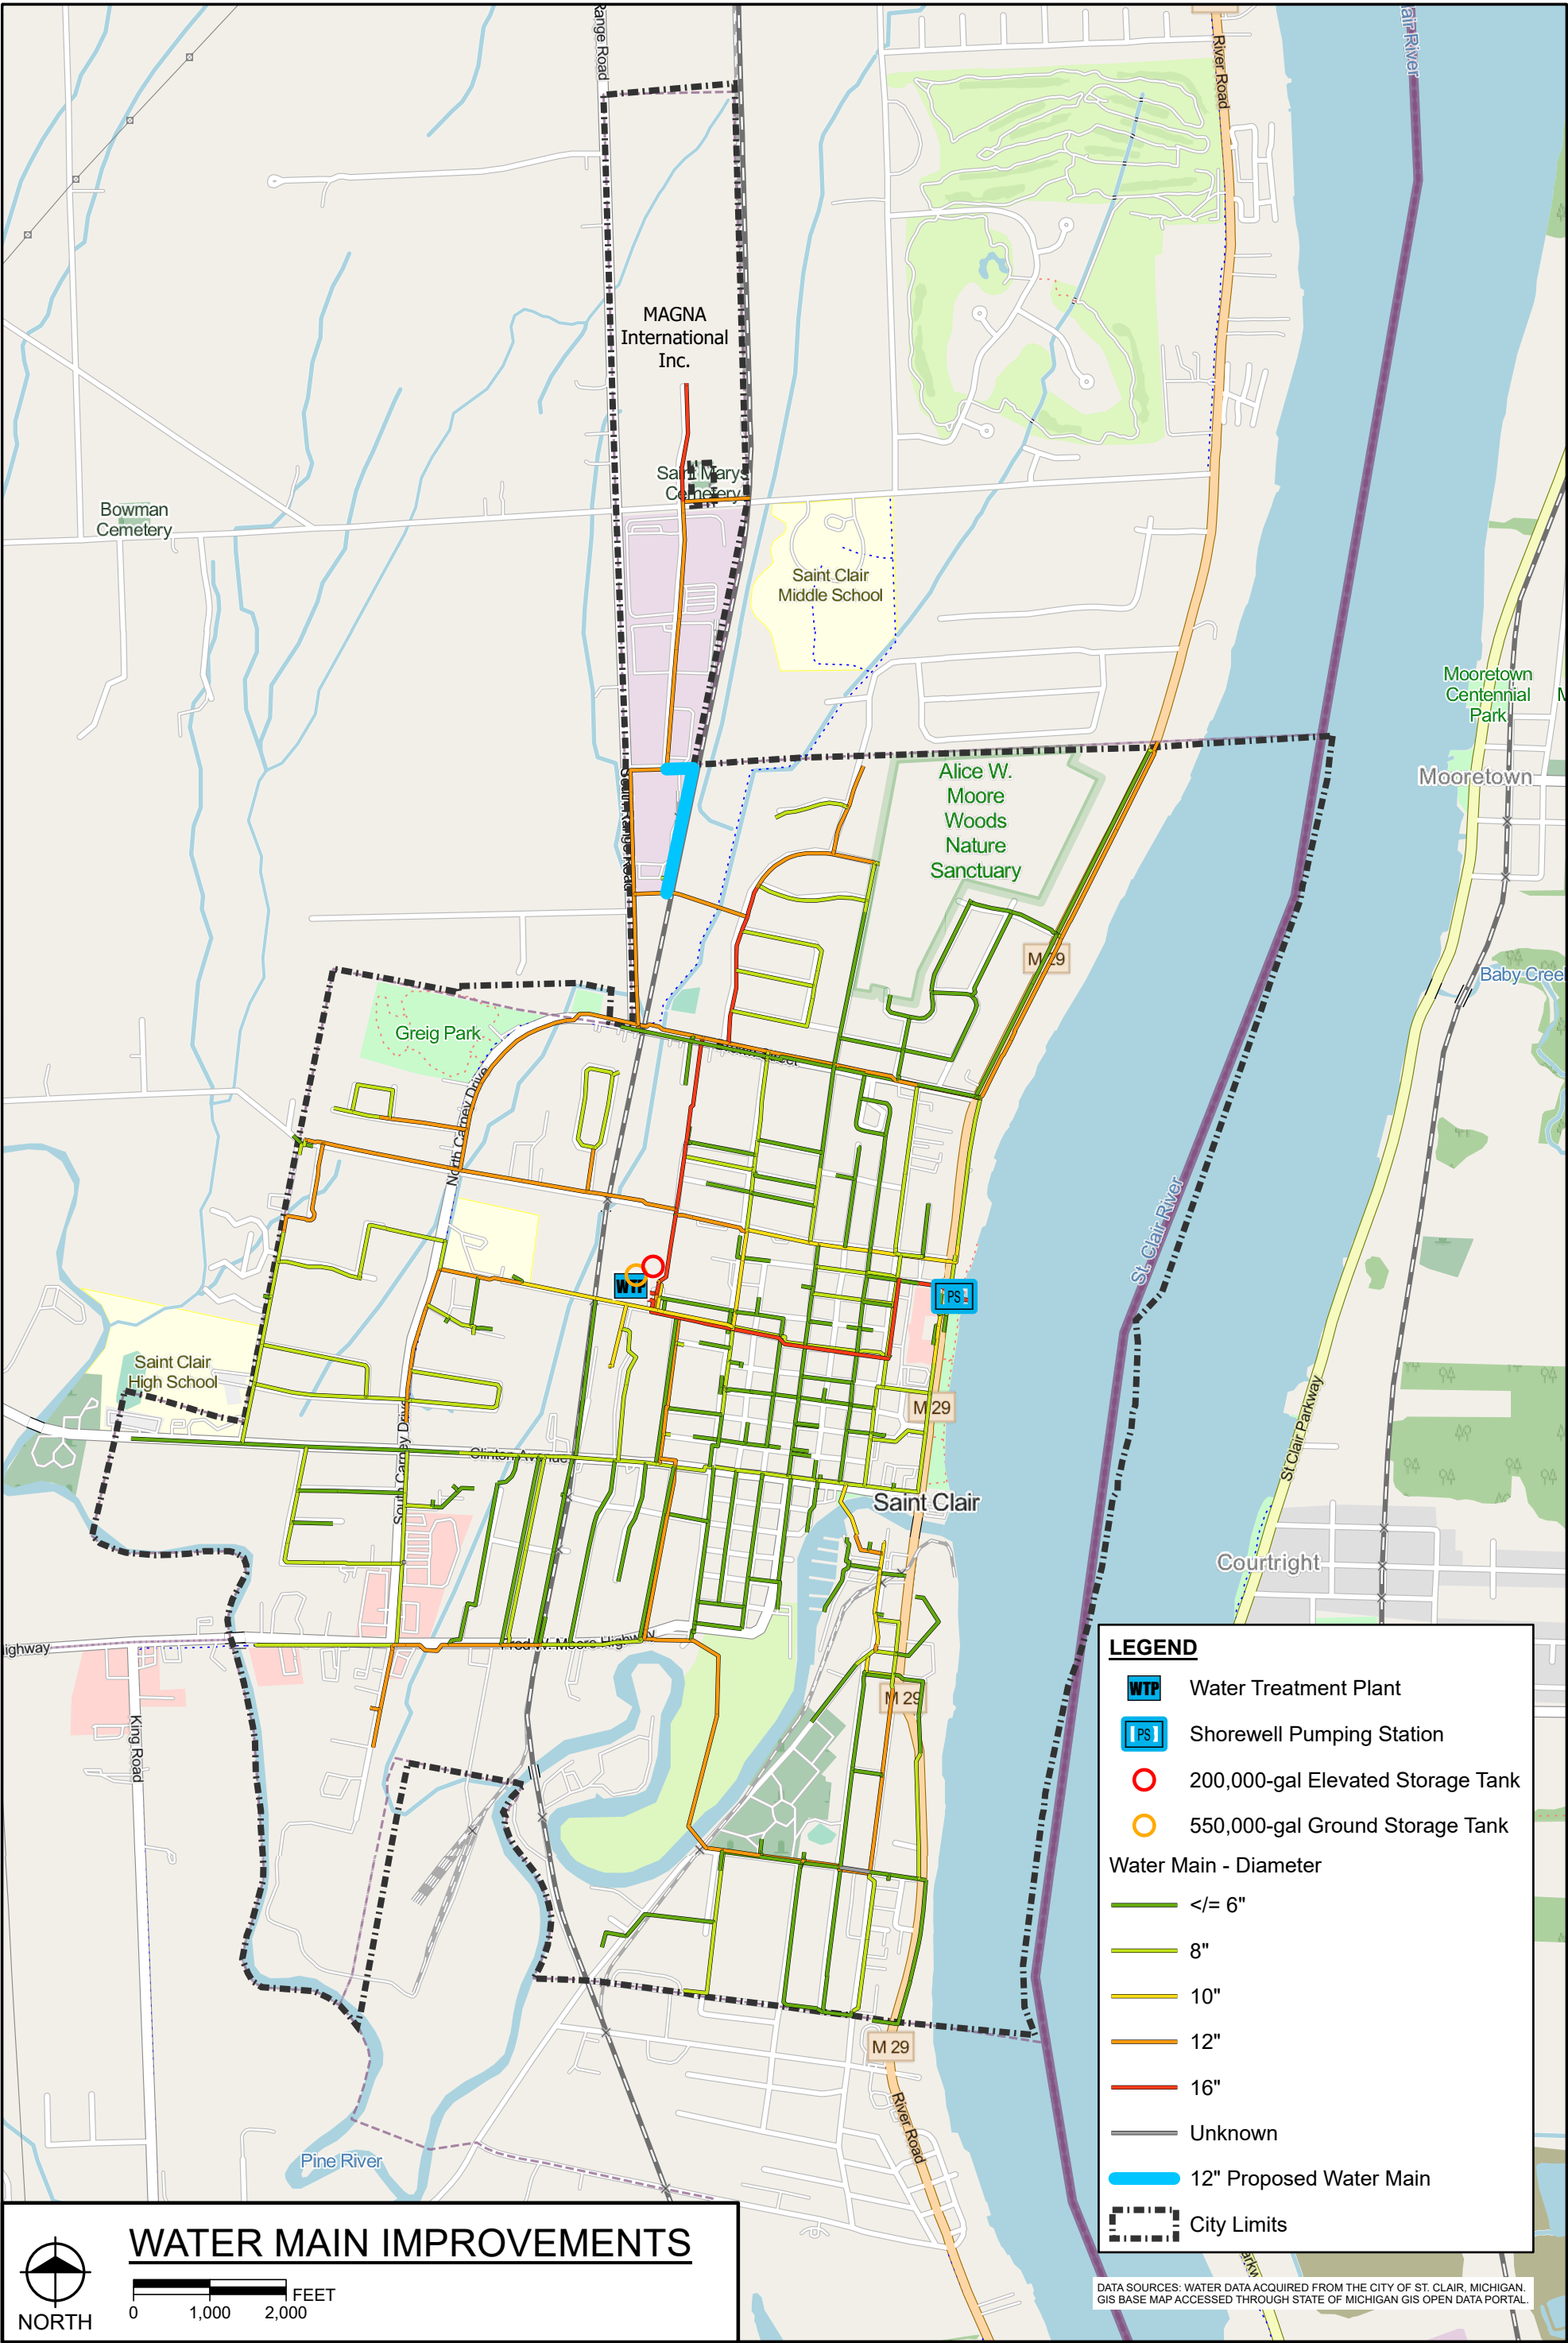 Range Road
River Road
lair River
MAGNA
International
Inc.
Saint Marys
Cemetery
Bowman
Cemetery
Saint Clair
Middle School
Mooretown
Centennial
Park
Mooretown
Alice W.
Moore
Woods
Nature
Sanctuary
M 29
Baby Cree
Greig Park
North Carney Drive
St. Clair River
WTP
PS
Saint Clair
High School
M 29
St Clair Parkway
Clinton Avenue
South Carney Drive
Saint Clair
Courtright
ighway
Fred W. Moore Highway
King Road
M 29
M 29
River Road
Pine River
LEGEND
WTP Water Treatment Plant
PS Shorewell Pumping Station
200,000-gal Elevated Storage Tank
550,000-gal Ground Storage Tank
Water Main - Diameter
</= 6"
8"
10"
12"
16"
Unknown
12" Proposed Water Main
City Limits
WATER MAIN IMPROVEMENTS
FEET
0 1,000 2,000
NORTH
DATA SOURCES: WATER DATA ACQUIRED FROM THE CITY OF ST. CLAIR, MICHIGAN.
GIS BASE MAP ACCESSED THROUGH STATE OF MICHIGAN GIS OPEN DATA PORTAL.